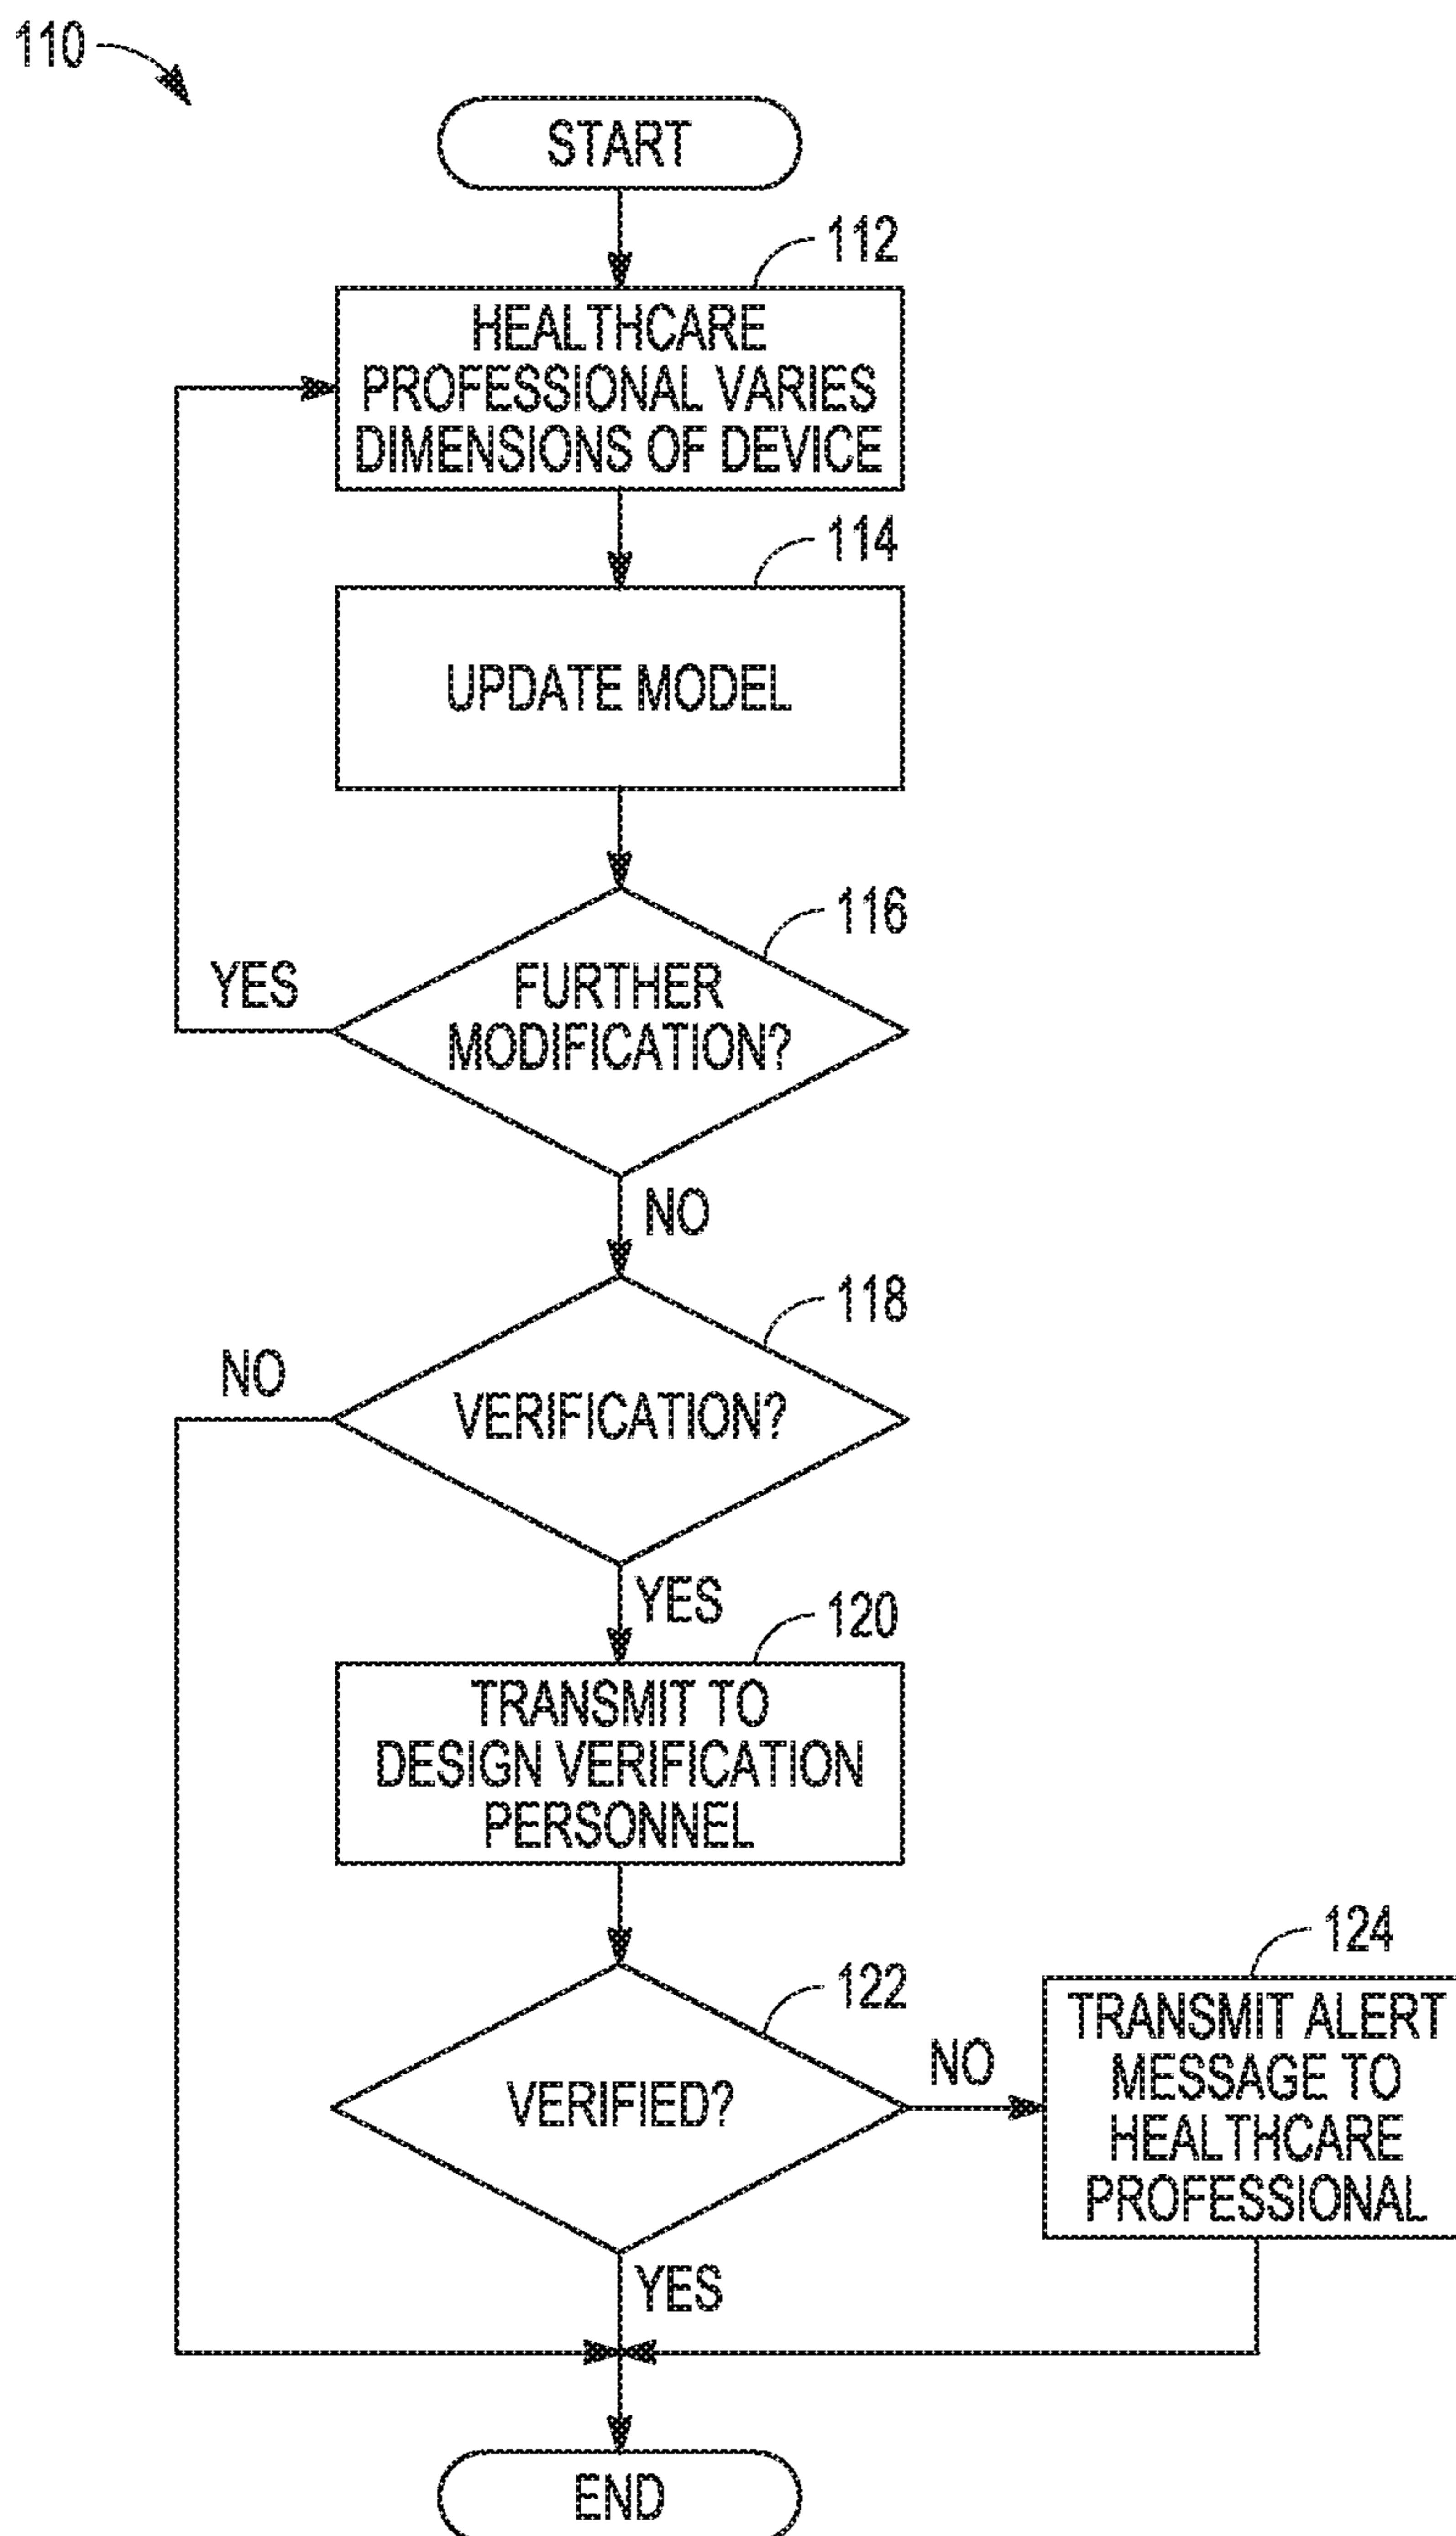 110
START
112
HEALTHCARE
PROFESSIONAL VARIES
DIMENSIONS OF DEVICE
114
UPDATE MODEL
116
YES
FURTHER
MODIFICATION?
NO
118
NO
VERIFICATION?
YES
120
TRANSMIT TO
DESIGN VERIFICATION
PERSONNEL
122
VERIFIED?
NO
124
TRANSMIT ALERT
MESSAGE TO
HEALTHCARE
PROFESSIONAL
YES
END